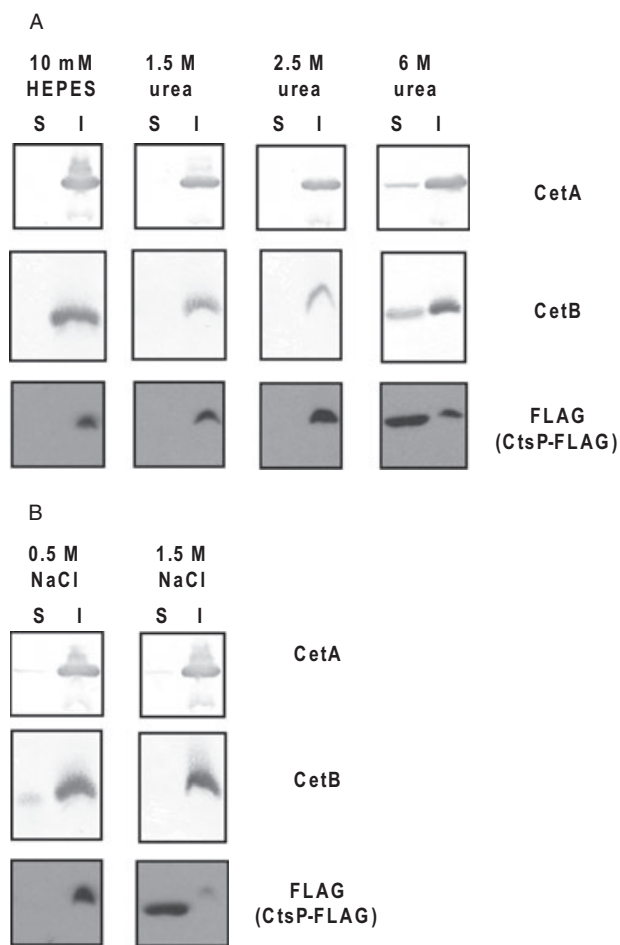 A
10 mM 1.5 M 2.5 M 6 M
HEPES urea urea urea
S I S I S I S I
CetA
CetB
FLAG
(CtsP-FLAG)
B
0.5 M 1.5 M
NaCl NaCl
S I S I
CetA
CetB
FLAG
(CtsP-FLAG)